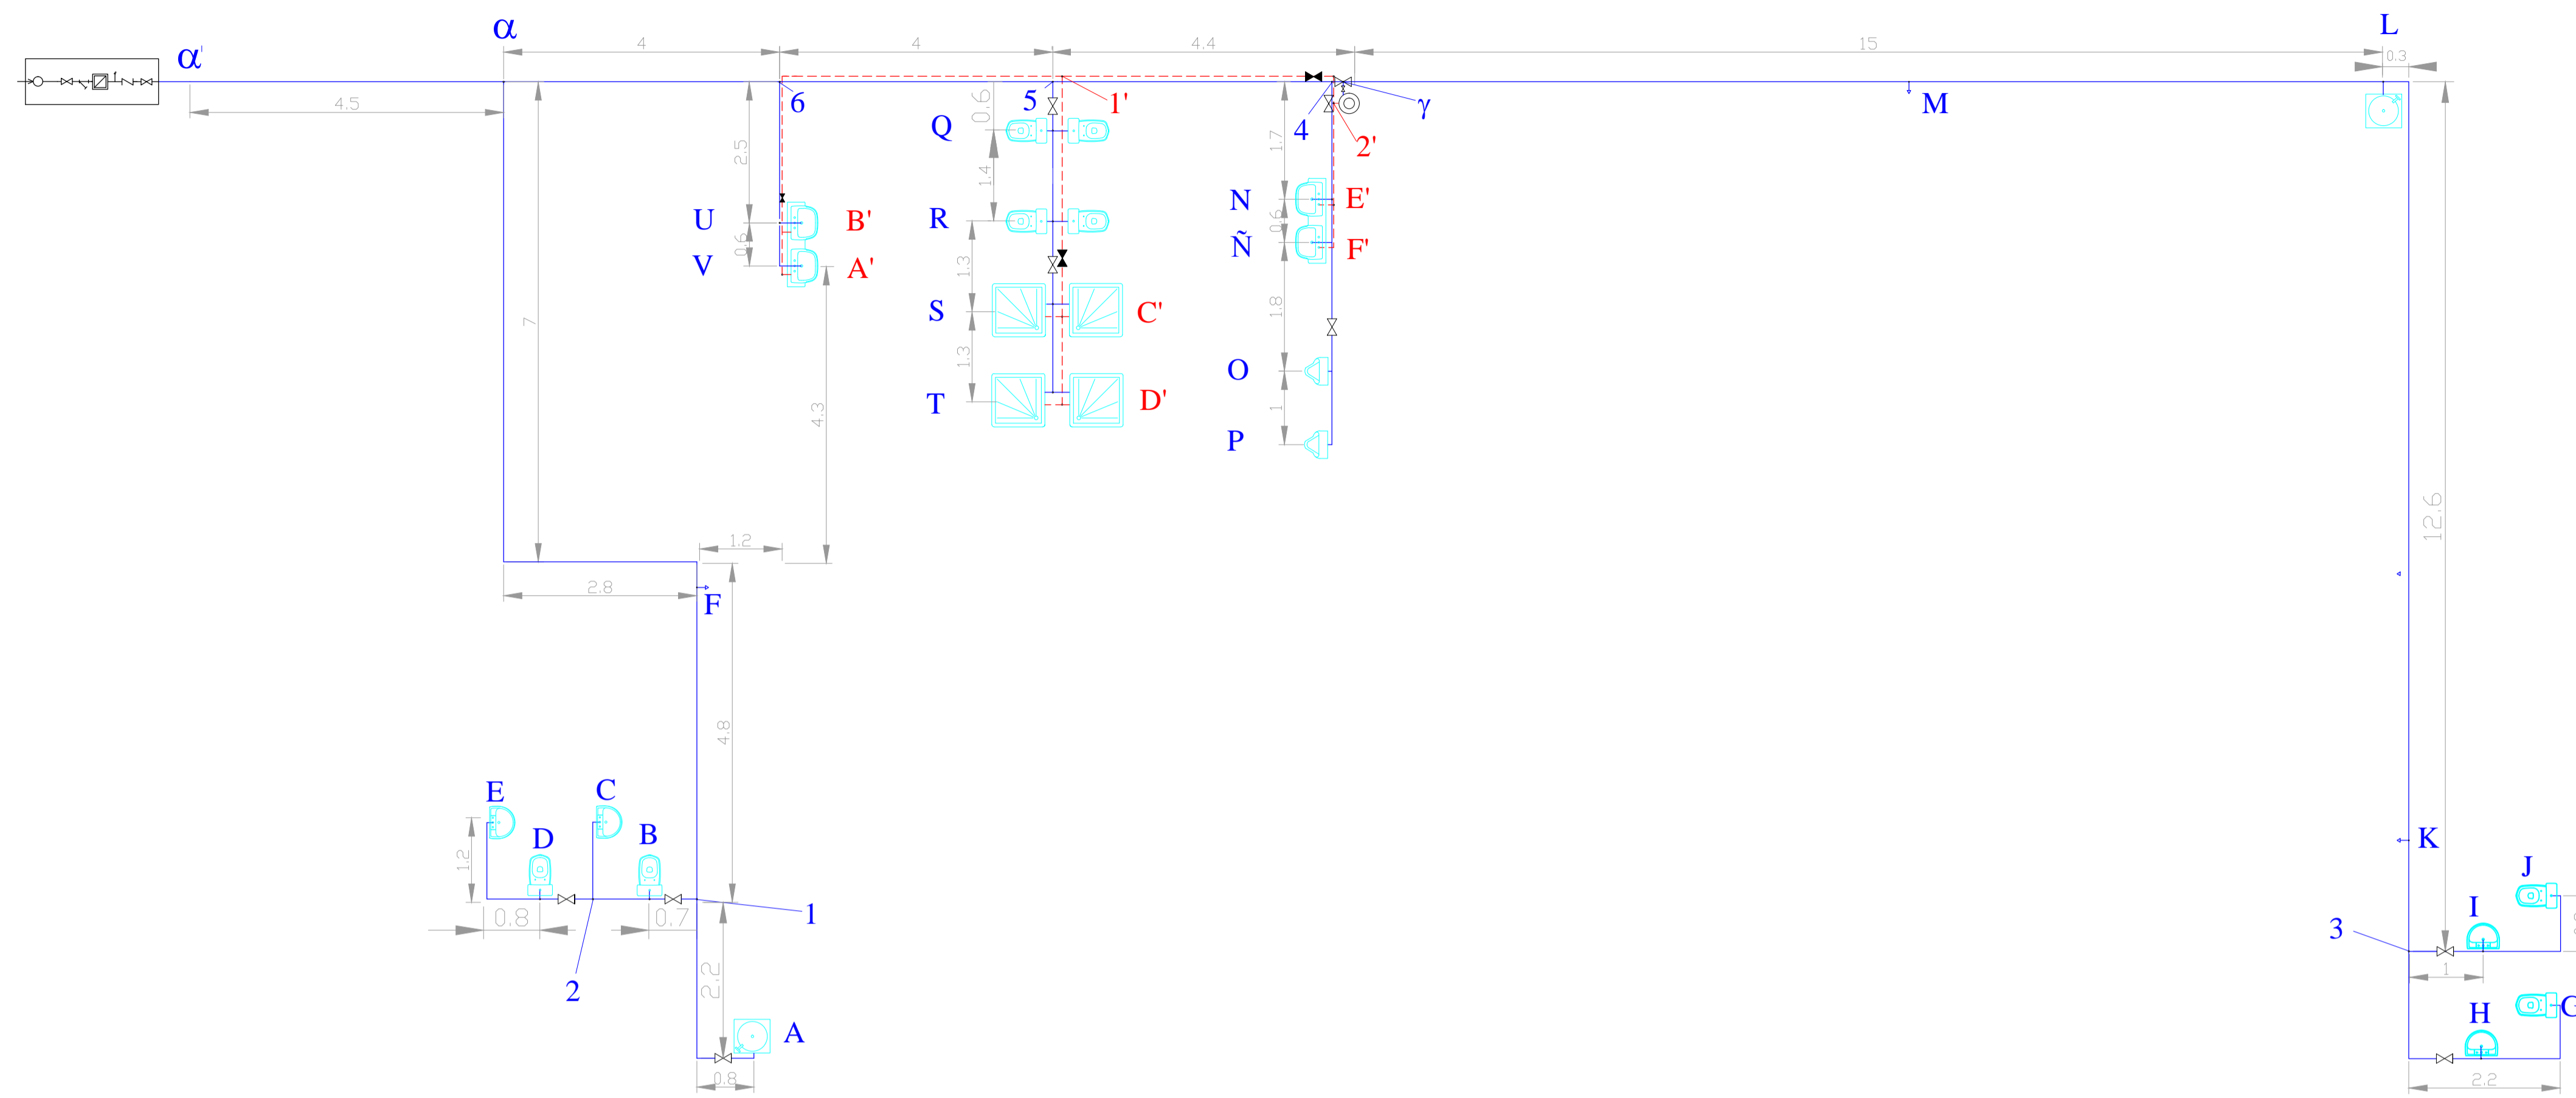 α'
α
4
4
4.4
15
L
0.3
4.5
6
5
1'
4
γ
2'
M
0.6
Q
1.4
R
1.3
S
1.3
T
C'
D'
2.5
U
V
0.6
B'
A'
1.7
N
Ñ
0.6
E'
F'
1.8
O
1
P
7
4.3
1.2
2.8
F
4.8
12.6
E
C
D
B
1.2
0.8
0.7
1
2
2.2
A
0.8
K
J
I
3
1
H
G
2.2